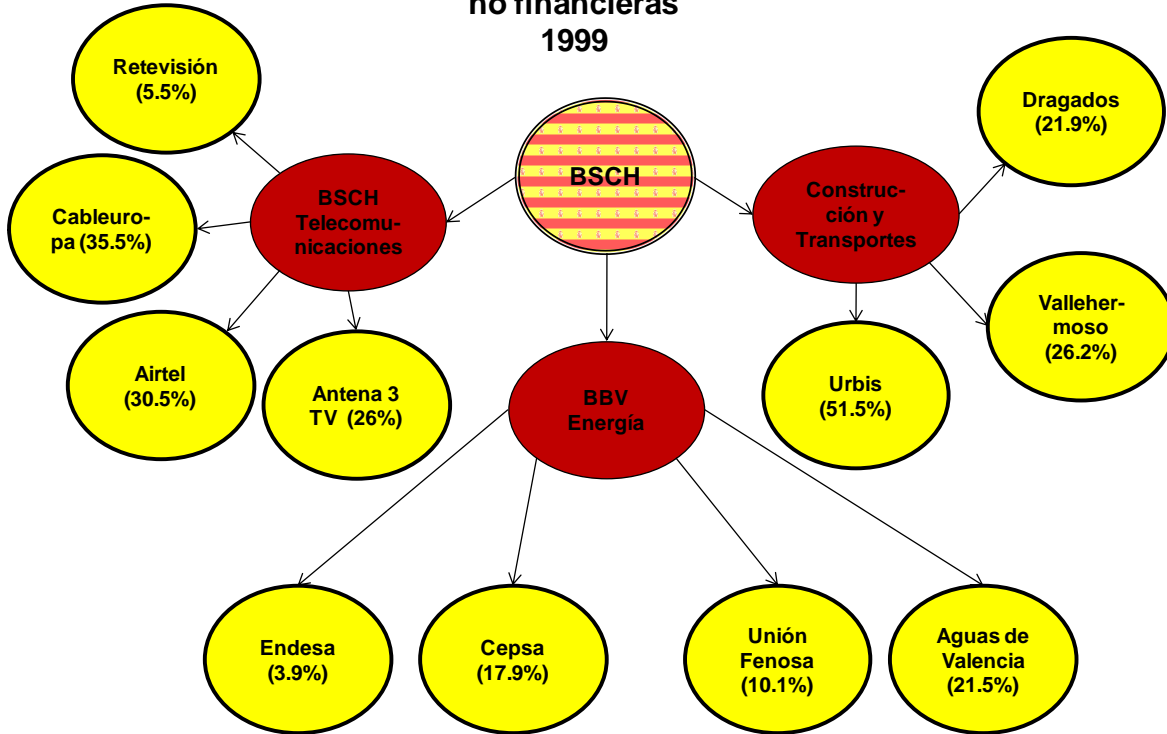 no financieras
1999
Retevisión
(5.5%)
Cableuro-
pa (35.5%)
Airtel
(30.5%)
Antena 3
TV (26%)
BSCH
Telecomu-
nicaciones
BSCH
Construc-
ción y
Transportes
Dragados
(21.9%)
Valleher-
moso
(26.2%)
Urbis
(51.5%)
BBV
Energía
Endesa
(3.9%)
Cepsa
(17.9%)
Unión
Fenosa
(10.1%)
Aguas de
Valencia
(21.5%)